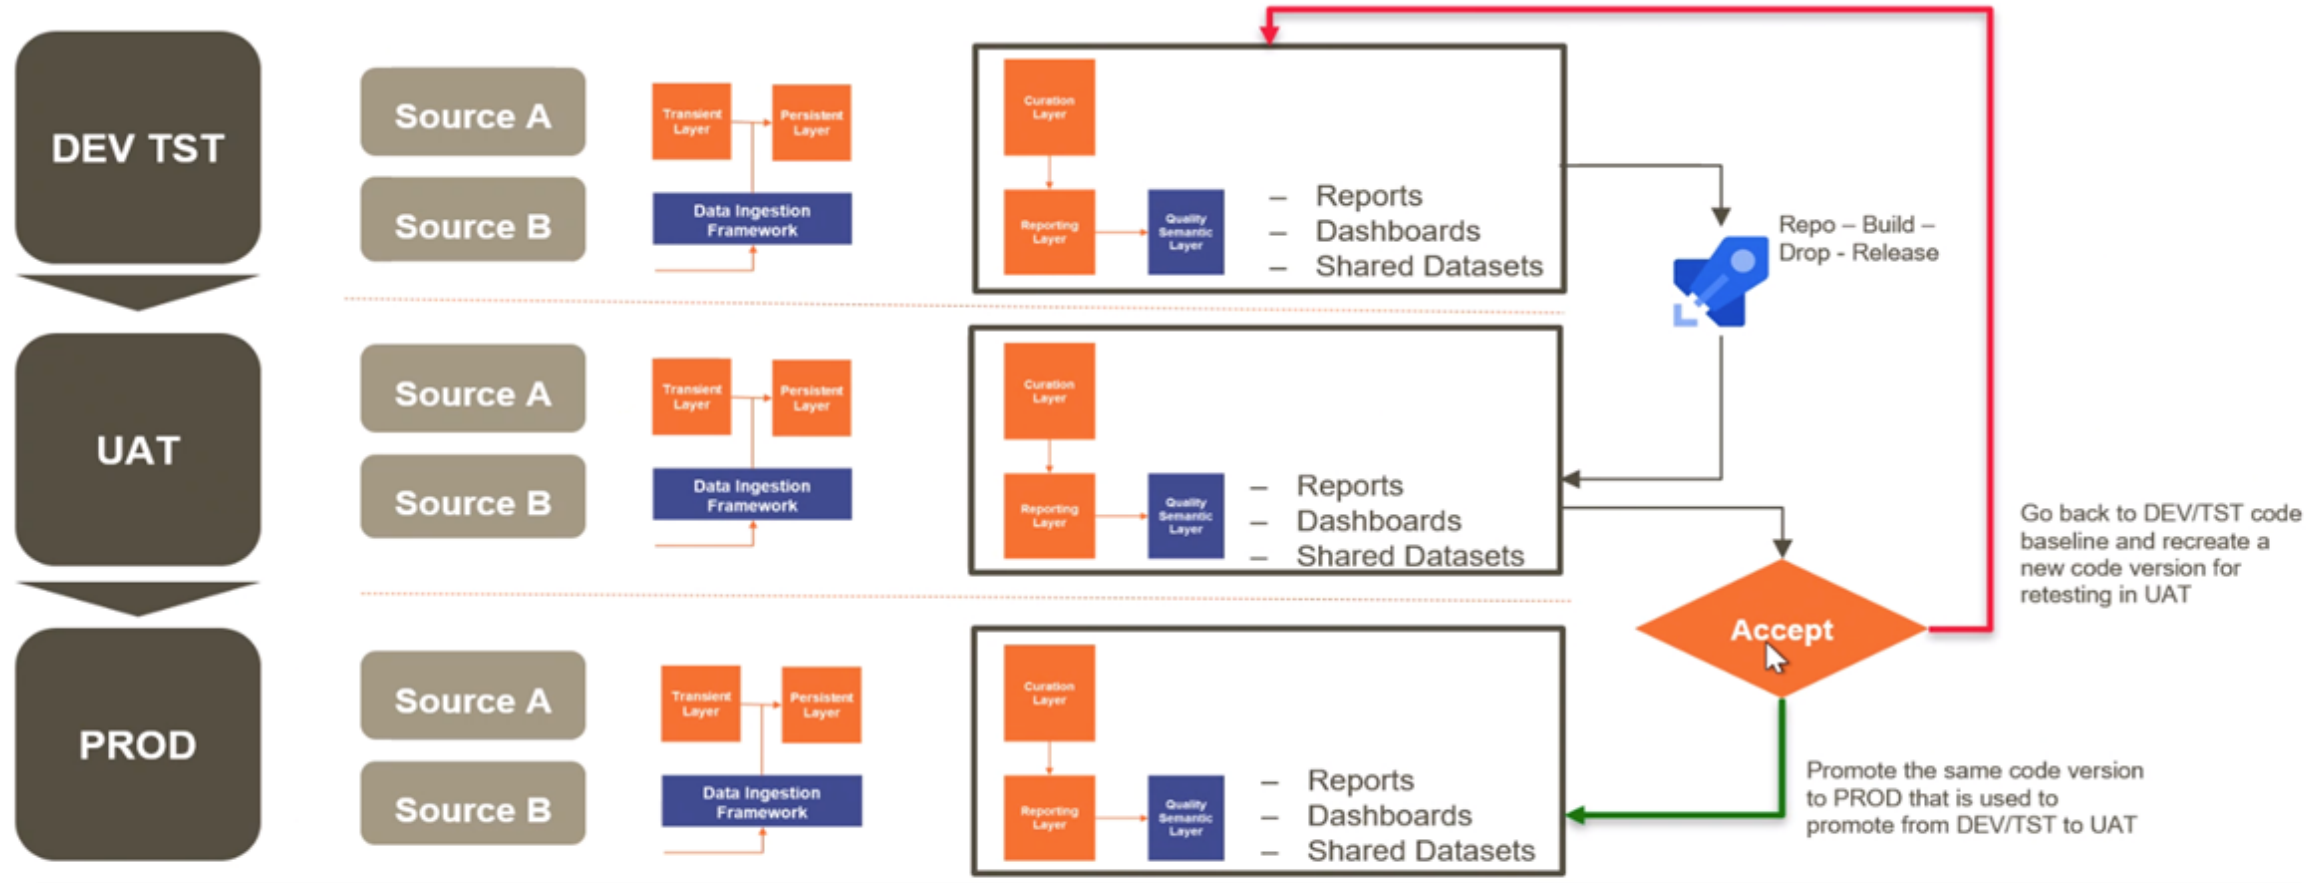 DEV TST
Source A
Source B
Transient
Layer
Persistent
Layer
Data Ingestion
Framework
Curation
Layer
Reporting
Layer
Quality
Semantic
Layer
– Reports
– Dashboards
– Shared Datasets
Repo – Build –
Drop - Release
UAT
Source A
Source B
Transient
Layer
Persistent
Layer
Data Ingestion
Framework
Curation
Layer
Reporting
Layer
Quality
Semantic
Layer
– Reports
– Dashboards
– Shared Datasets
Accept
Go back to DEV/TST code
baseline and recreate a
new code version for
retesting in UAT
PROD
Source A
Source B
Transient
Layer
Persistent
Layer
Data Ingestion
Framework
Curation
Layer
Reporting
Layer
Quality
Semantic
Layer
– Reports
– Dashboards
– Shared Datasets
Promote the same code version
to PROD that is used to
promote from DEV/TST to UAT